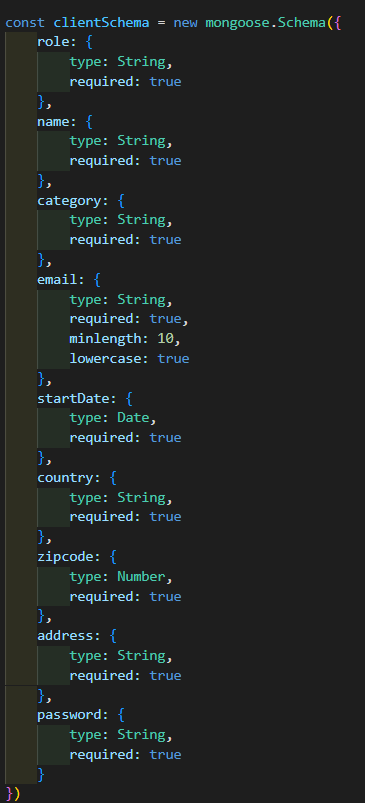 const clientSchema = new mongoose.Schema({
    role: {
        type: String,
        required: true
    },
    name: {
        type: String,
        required: true
    },
    category: {
        type: String,
        required: true
    },
    email: {
        type: String,
        required: true,
        minlength: 10,
        lowercase: true
    },
    startDate: {
        type: Date,
        required: true
    },
    country: {
        type: String,
        required: true
    },
    zipcode: {
        type: Number,
        required: true
    },
    address: {
        type: String,
        required: true
    },
    password: {
        type: String,
        required: true
    }
})